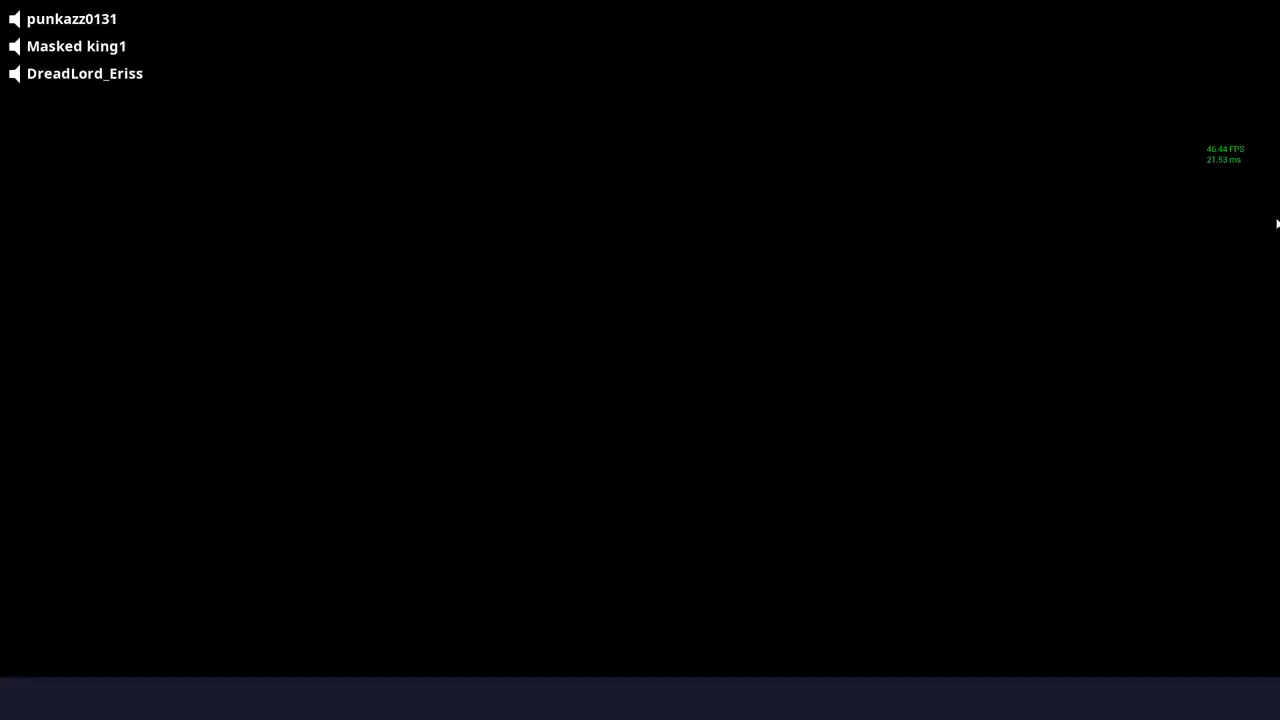 punkazz0131
Masked king1
DreadLord_Eriss
46.44 FPS
21.53 ms